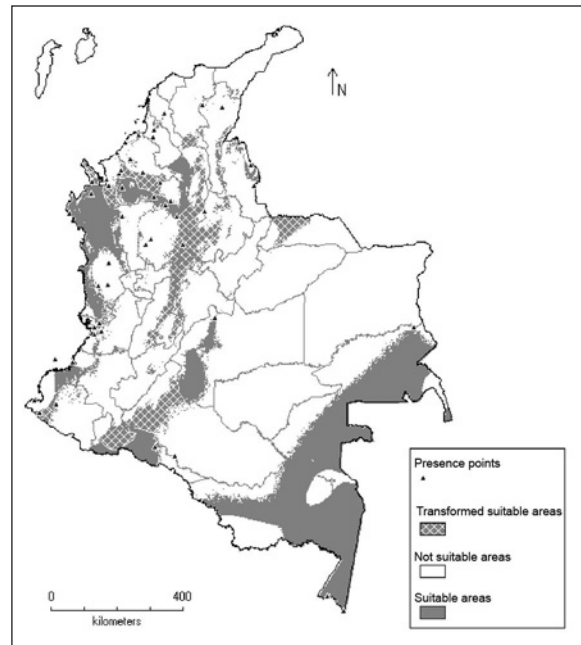 N
Presence points
Transformed suitable areas
Not suitable areas
Suitable areas
0 400
kilometers